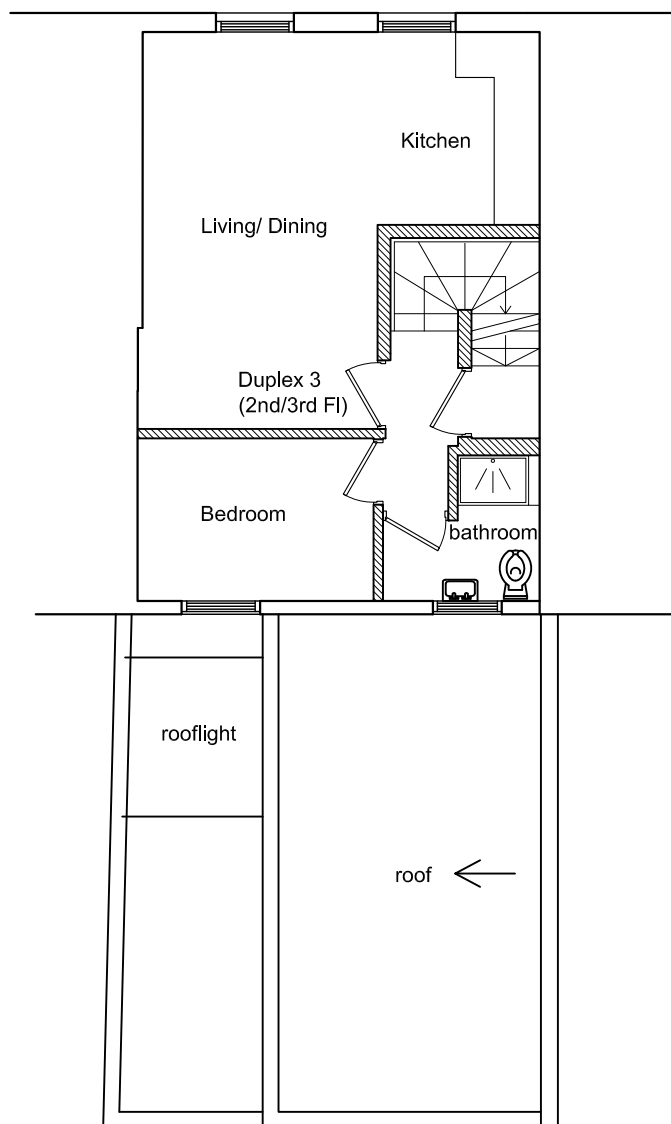 Kitchen
Living/ Dining
Duplex 3
(2nd/3rd Fl)
Bedroom
bathroom
rooflight
roof